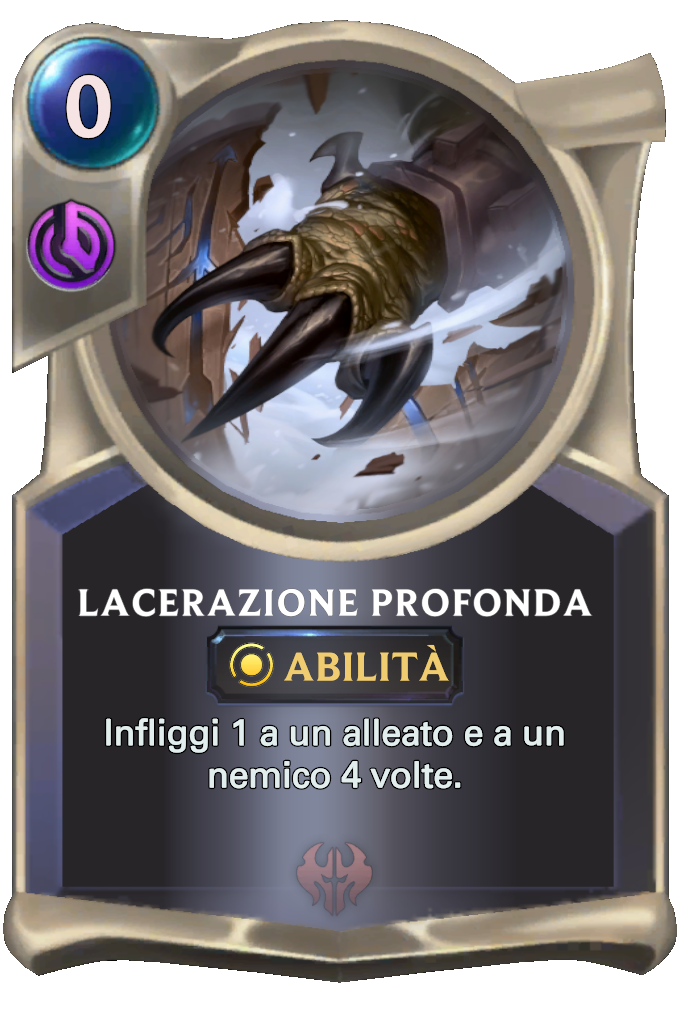 0
LACERAZIONE PROFONDA
ABILITÀ
Infliggi 1 a un alleato e a un
nemico 4 volte.